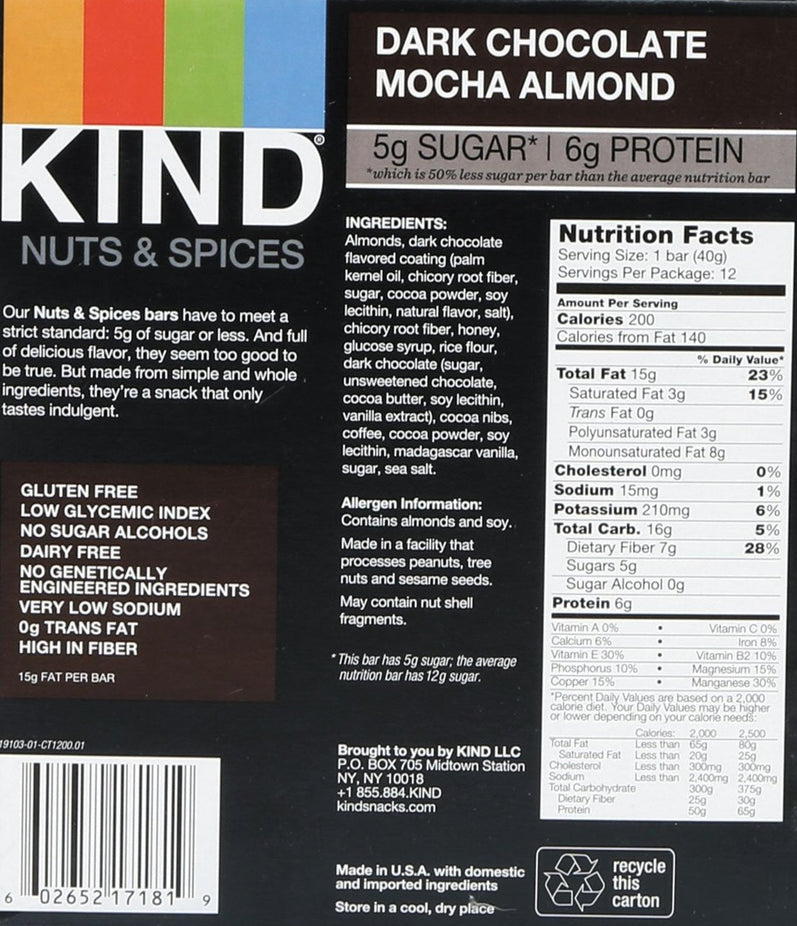 KIND®
NUTS & SPICES
Our Nuts & Spices bars have to meet a
strict standard: 5g of sugar or less. And full
of delicious flavor, they seem too good to
be true. But made from simple and whole
ingredients, they're a snack that only
tastes indulgent.
GLUTEN FREE
LOW GLYCEMIC INDEX
NO SUGAR ALCOHOLS
DAIRY FREE
NO GENETICALLY
ENGINEERED INGREDIENTS
VERY LOW SODIUM
0g TRANS FAT
HIGH IN FIBER
15g FAT PER BAR
19103-01-CT1200.01
6 02652 17181 9
DARK CHOCOLATE
MOCHA ALMOND
5g SUGAR* | 6g PROTEIN
*which is 50% less sugar per bar than the average nutrition bar
INGREDIENTS:
Almonds, dark chocolate
flavored coating (palm
kernel oil, chicory root fiber,
sugar, cocoa powder, soy
lecithin, natural flavor, salt),
chicory root fiber, honey,
glucose syrup, rice flour,
dark chocolate (sugar,
unsweetened chocolate,
cocoa butter, soy lecithin,
vanilla extract), cocoa nibs,
coffee, cocoa powder, soy
lecithin, madagascar vanilla,
sugar, sea salt.
Allergen Information:
Contains almonds and soy.
Made in a facility that
processes peanuts, tree
nuts and sesame seeds.
May contain nut shell
fragments.
*This bar has 5g sugar; the average
nutrition bar has 12g sugar.
Brought to you by KIND LLC
P.O. BOX 705 Midtown Station
NY, NY 10018
+1 855.884.KIND
kindsnacks.com
Made in U.S.A. with domestic
and imported ingredients
Store in a cool, dry place
Nutrition Facts
Serving Size: 1 bar (40g)
Servings Per Package: 12
Amount Per Serving
Calories 200
Calories from Fat 140
% Daily Value*
Total Fat 15g 23%
Saturated Fat 3g 15%
Trans Fat 0g
Polyunsaturated Fat 3g
Monounsaturated Fat 8g
Cholesterol 0mg 0%
Sodium 15mg 1%
Potassium 210mg 6%
Total Carb. 16g 5%
Dietary Fiber 7g 28%
Sugars 5g
Sugar Alcohol 0g
Protein 6g
Vitamin A 0% • Vitamin C 0%
Calcium 6% • Iron 8%
Vitamin E 30% • Vitamin B2 10%
Phosphorus 10% • Magnesium 15%
Copper 15% • Manganese 30%
*Percent Daily Values are based on a 2,000
calorie diet. Your Daily Values may be higher
or lower depending on your calorie needs:
Calories: 2,000 2,500
Total Fat Less than 65g 80g
Saturated Fat Less than 20g 25g
Cholesterol Less than 300mg 300mg
Sodium Less than 2,400mg 2,400mg
Total Carbohydrate 300g 375g
Dietary Fiber 25g 30g
Protein 50g 65g
recycle
this
carton